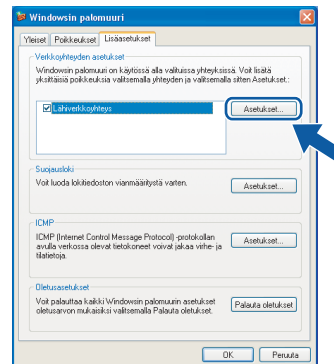 Windowsin palomuuri
Yleiset Poikkeukset Lisäasetukset
Verkkoyhteyden asetukset
Windowsin palomuuri on käytössä alla valituissa yhteyksissä. Voit lisätä
yksittäisiä poikkeuksia valitsemalla yhteyden ja valitsemalla sitten Asetukset.:
Lähiverkkoyhteys
Asetukset...
Suojausloki
Voit luoda lokitiedoston vianmääritystä varten.
Asetukset...
ICMP
ICMP (Internet Control Message Protocol) -protokollan
avulla verkossa olevat tietokoneet voivat jakaa virhe- ja
tilatietoja.
Asetukset...
Oletusasetukset
Voit palauttaa kaikki Windowsin palomuurin asetukset
oletusarvon mukaisiksi valitsemalla Palauta oletukset.
Palauta oletukset
OK Peruuta